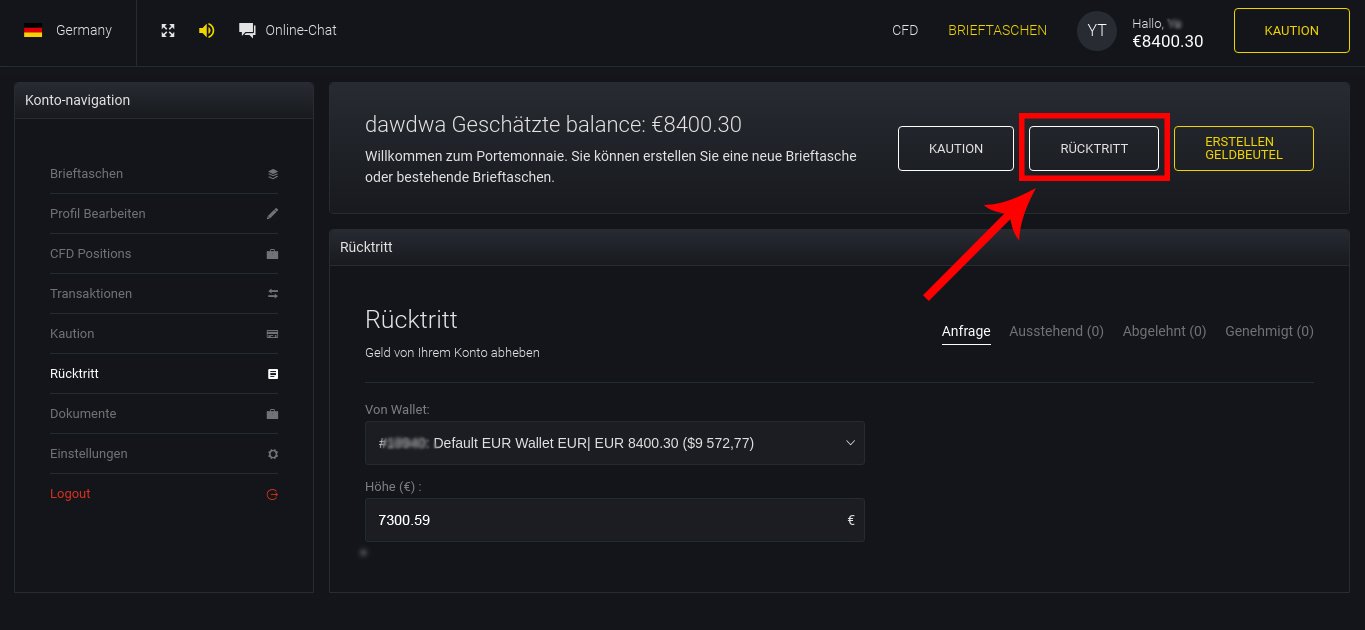 Germany
Online-Chat
CFD
BRIEFTASCHEN
YT
Hallo,
€8400.30
KAUTION
Konto-navigation
Brieftaschen
Profil Bearbeiten
CFD Positions
Transaktionen
Kaution
Rücktritt
Dokumente
Einstellungen
Logout
dawdwa Geschätzte balance: €8400.30
Willkommen zum Portemonnaie. Sie können erstellen Sie eine neue Brieftasche
oder bestehende Brieftaschen.
KAUTION
RÜCKTRITT
ERSTELLEN
GELDBEUTEL
Rücktritt
Rücktritt
Geld von Ihrem Konto abheben
Anfrage
Ausstehend (0)
Abgelehnt (0)
Genehmigt (0)
Von Wallet:
# Default EUR Wallet EUR| EUR 8400.30 ($9 572,77)
Höhe (€) :
7300.59 €